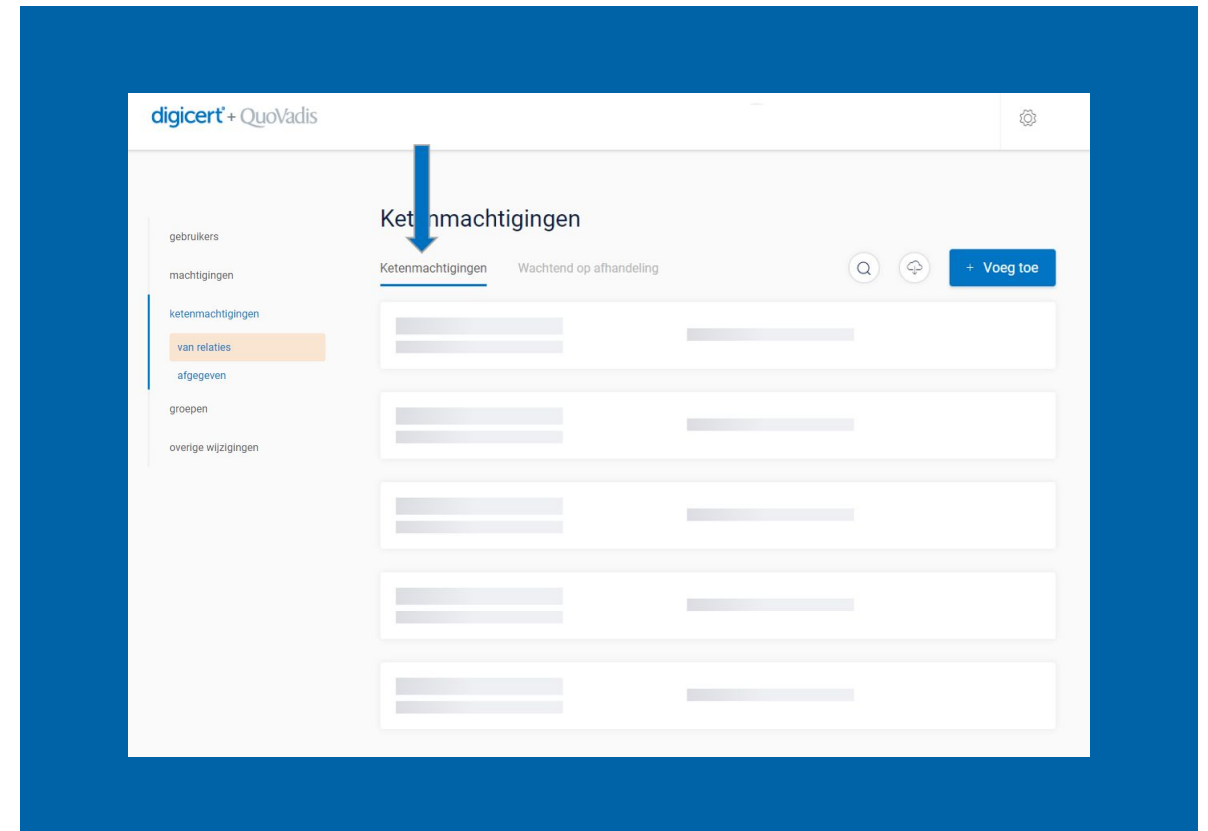 digicert + QuoVadis
gebruikers
machtigingen
ketenmachtigingen
van relaties
afgegeven
groepen
overige wijzigingen
Ketenmachtigingen
Ketenmachtigingen Wachtend op afhandeling + Voeg toe